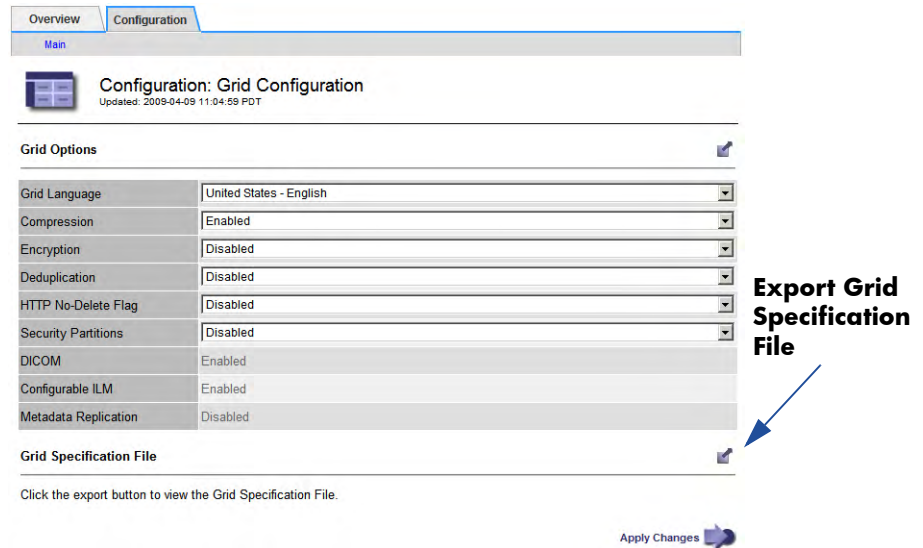 Overview
Configuration
Main
Configuration: Grid Configuration
Updated: 2009-04-09 11:04:59 PDT
Grid Options
Grid Language
United States - English
Compression
Enabled
Encryption
Disabled
Deduplication
Disabled
HTTP No-Delete Flag
Disabled
Security Partitions
Disabled
DICOM
Enabled
Configurable ILM
Enabled
Metadata Replication
Disabled
Export Grid
Specification
File
Grid Specification File
Click the export button to view the Grid Specification File.
Apply Changes